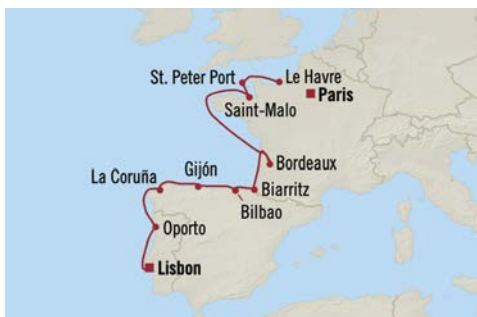 St. Peter Port
Le Havre
Paris
Saint-Malo
Bordeaux
La Coruña
Gijón
Biarritz
Bilbao
Oporto
Lisbon